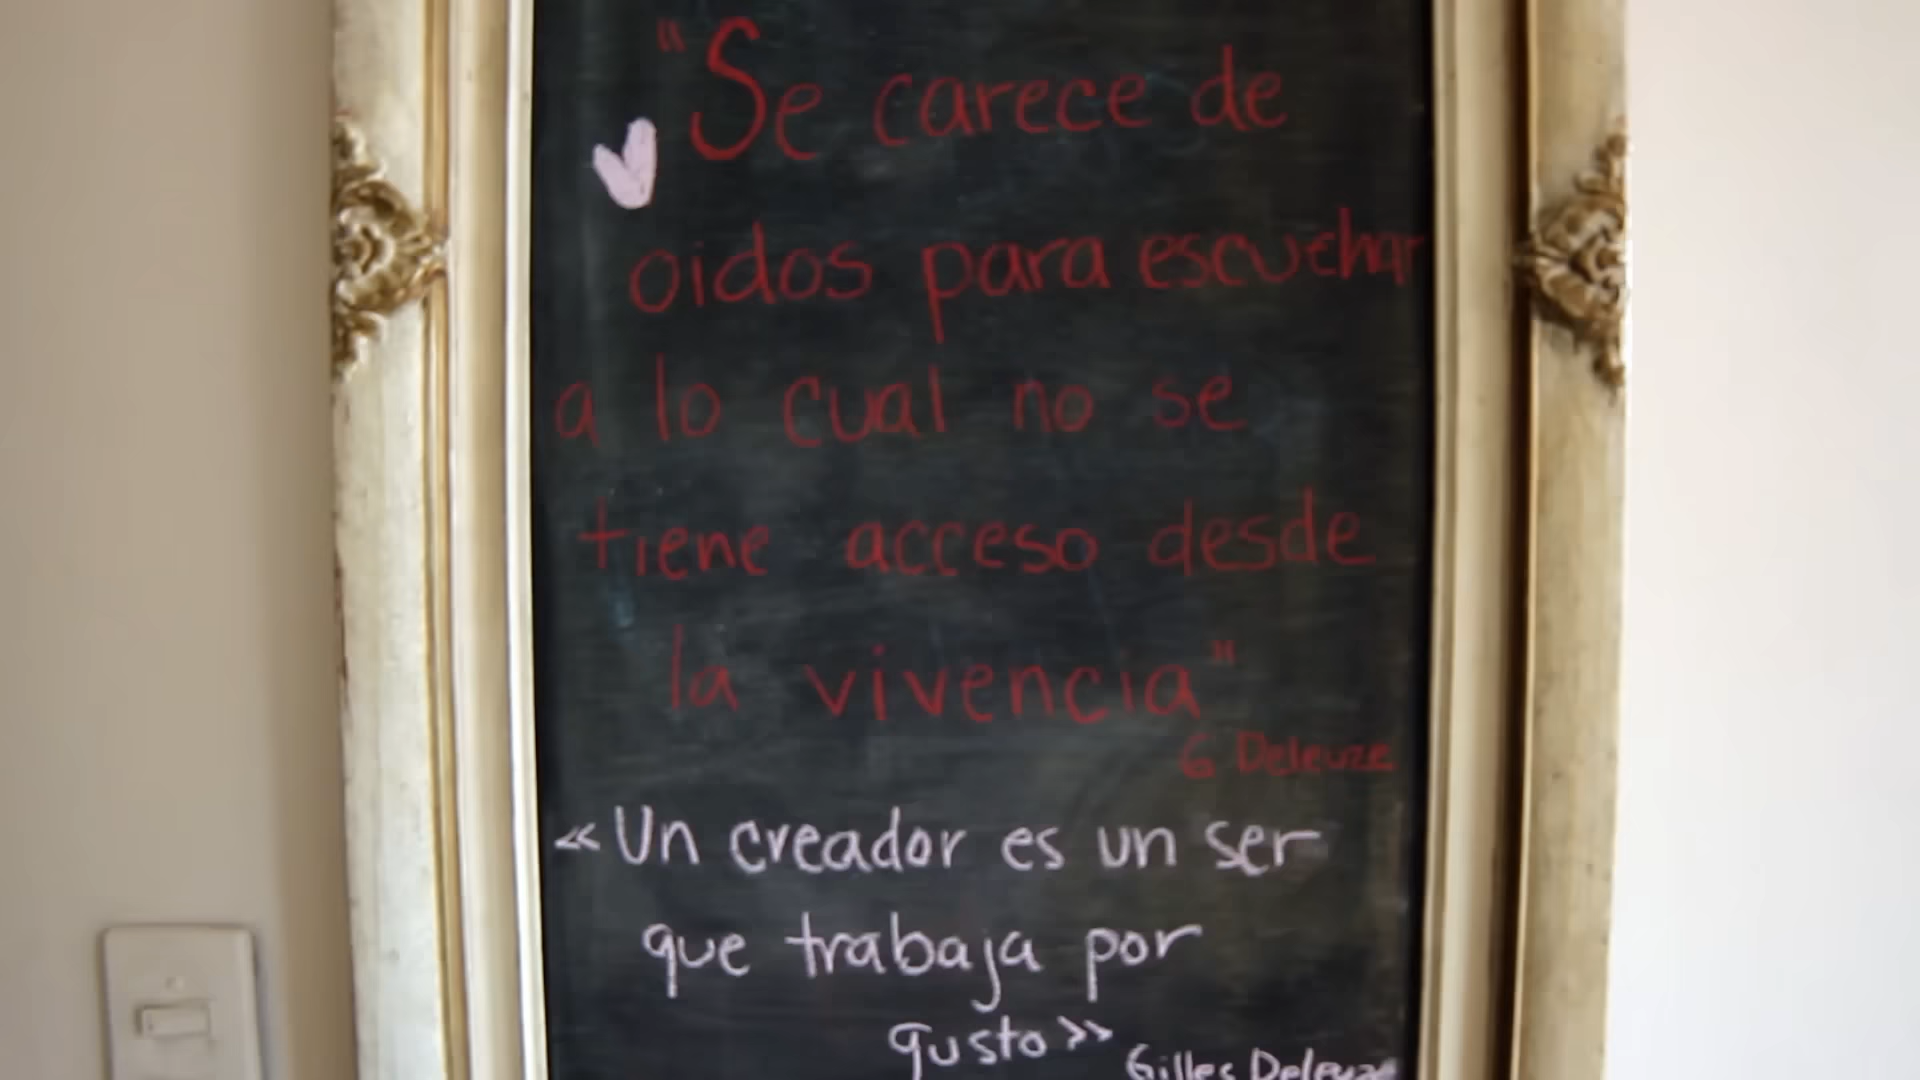 "Se carece de
oidos para escuchar
a lo cual no se
tiene acceso desde
la vivencia"
G Deleuze
«Un creador es un ser
que trabaja por
gusto»
Gilles Deleuze